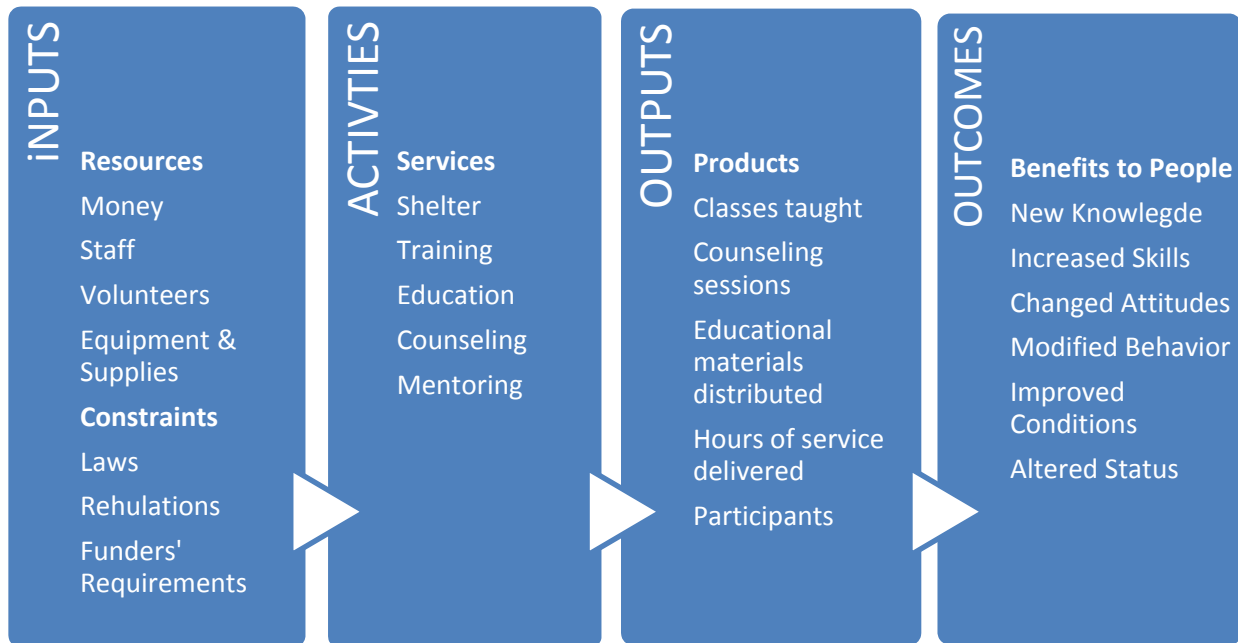 iNPUTS
Resources
Money
Staff
Volunteers
Equipment &
Supplies
Constraints
Laws
Rehulations
Funders'
Requirements
ACTIVTIES
Services
Shelter
Training
Education
Counseling
Mentoring
OUTPUTS
Products
Classes taught
Counseling
sessions
Educational
materials
distributed
Hours of service
delivered
Participants
OUTCOMES
Benefits to People
New Knowlegde
Increased Skills
Changed Attitudes
Modified Behavior
Improved
Conditions
Altered Status